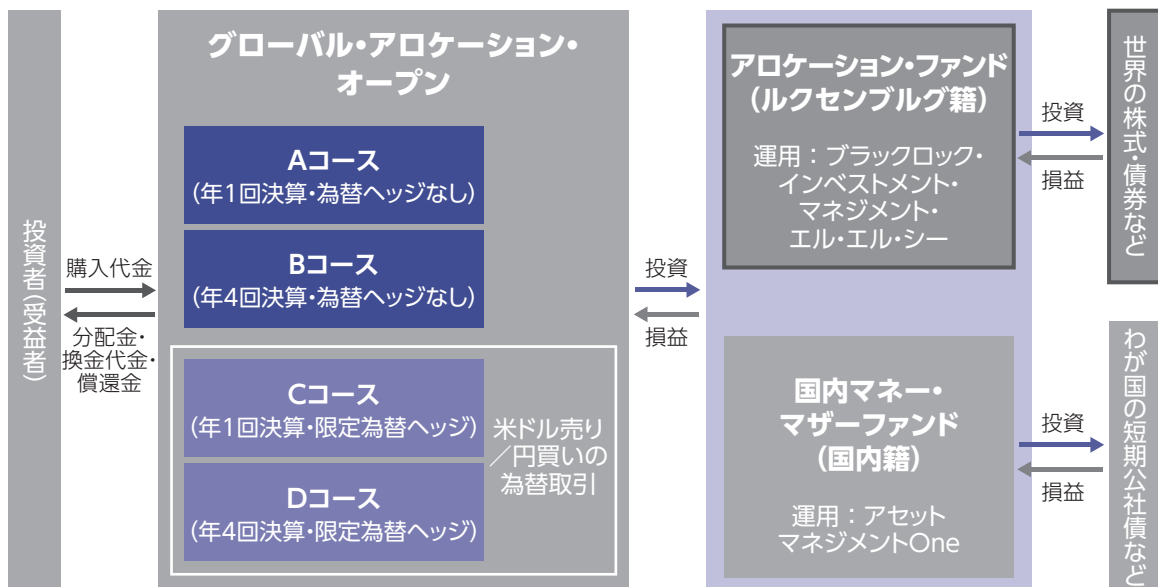 投資者(受益者)
購入代金
分配金・
換金代金・
償還金
グローバル・アロケーション・
オープン
Aコース
(年1回決算・為替ヘッジなし)
Bコース
(年4回決算・為替ヘッジなし)
Cコース
(年1回決算・限定為替ヘッジ)
Dコース
(年4回決算・限定為替ヘッジ)
米ドル売り
/円買いの
為替取引
投資
損益
アロケーション・ファンド
(ルクセンブルグ籍)
運用：ブラックロック・
インベストメント・
マネジメント・
エル・エル・シー
投資
損益
世界の株式・債券など
国内マネー・
マザーファンド
(国内籍)
運用：アセット
マネジメントOne
投資
損益
わが国の短期公社債など